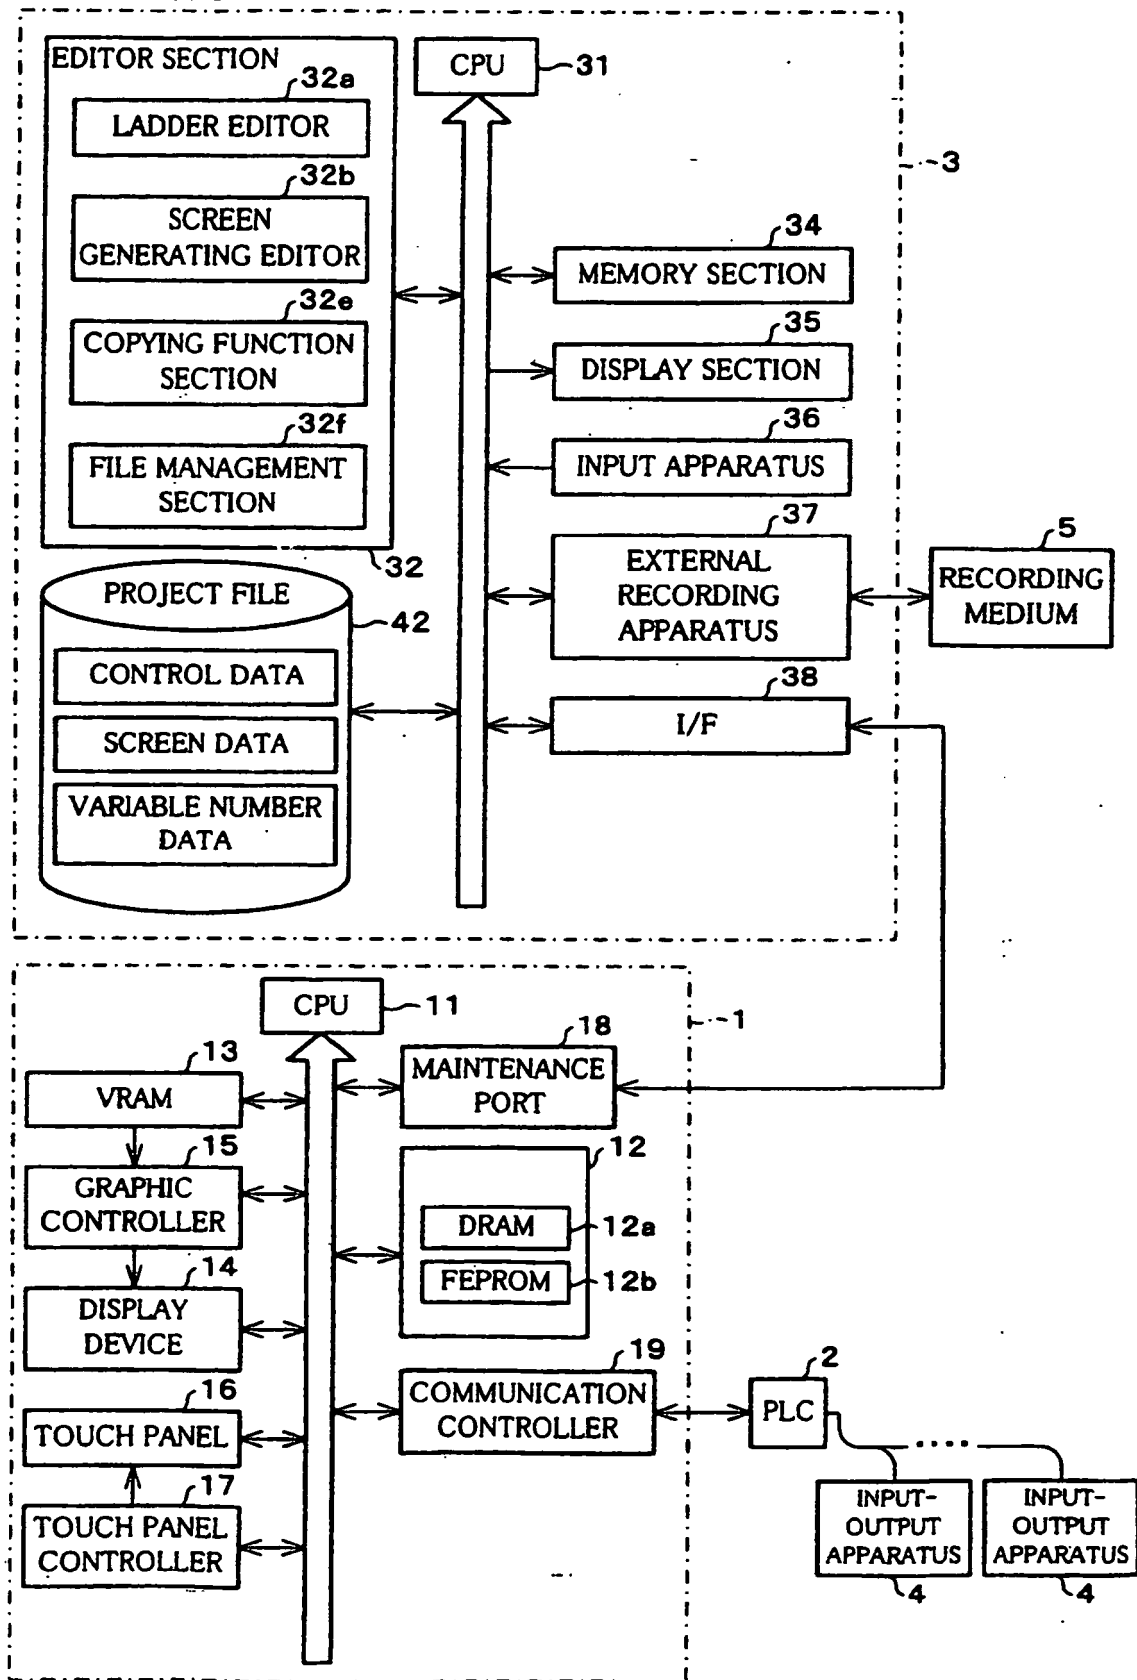 EDITOR SECTION
32a
LADDER EDITOR
32b
SCREEN
GENERATING EDITOR
32e
COPYING FUNCTION
SECTION
32f
FILE MANAGEMENT
SECTION
32
CPU
31
3
34
MEMORY SECTION
35
DISPLAY SECTION
36
INPUT APPARATUS
37
EXTERNAL
RECORDING
APPARATUS
5
RECORDING
MEDIUM
38
I/F
PROJECT FILE
42
CONTROL DATA
SCREEN DATA
VARIABLE NUMBER
DATA
CPU
11
1
13
VRAM
15
GRAPHIC
CONTROLLER
14
DISPLAY
DEVICE
16
TOUCH PANEL
17
TOUCH PANEL
CONTROLLER
18
MAINTENANCE
PORT
12
DRAM
12a
FEPROM
12b
19
COMMUNICATION
CONTROLLER
2
PLC
INPUT-
OUTPUT
APPARATUS
4
INPUT-
OUTPUT
APPARATUS
4